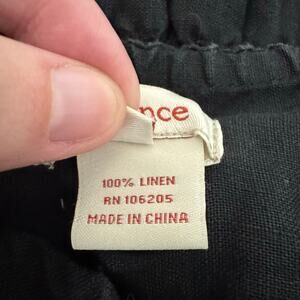 nce
100% LINEN
RN 106205
MADE IN CHINA